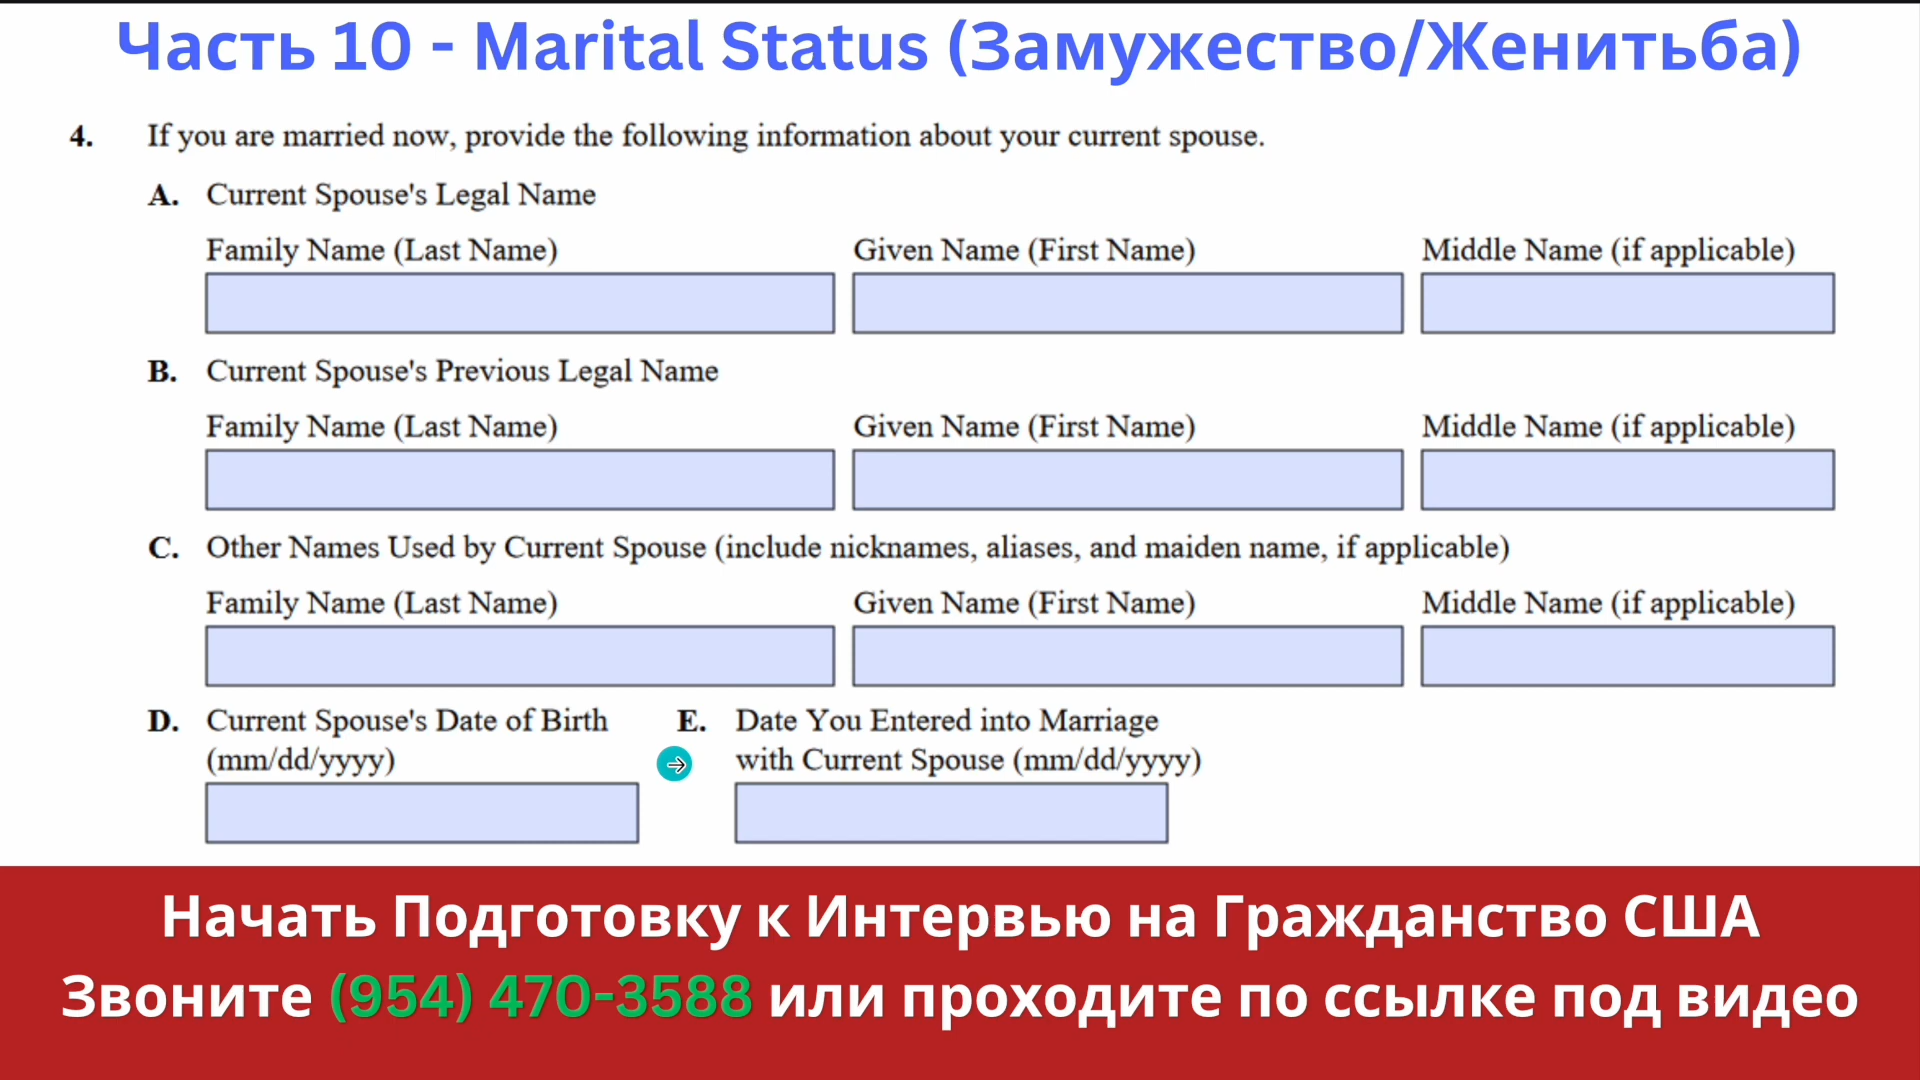 Часть 10 - Marital Status (Замужество/Женитьба)
4. If you are married now, provide the following information about your current spouse.
A. Current Spouse's Legal Name
Family Name (Last Name) Given Name (First Name) Middle Name (if applicable)
B. Current Spouse's Previous Legal Name
Family Name (Last Name) Given Name (First Name) Middle Name (if applicable)
C. Other Names Used by Current Spouse (include nicknames, aliases, and maiden name, if applicable)
Family Name (Last Name) Given Name (First Name) Middle Name (if applicable)
D. Current Spouse's Date of Birth
(mm/dd/yyyy)
E. Date You Entered into Marriage
with Current Spouse (mm/dd/yyyy)
Начать Подготовку к Интервью на Гражданство США
Звоните (954) 470-3588 или проходите по ссылке под видео